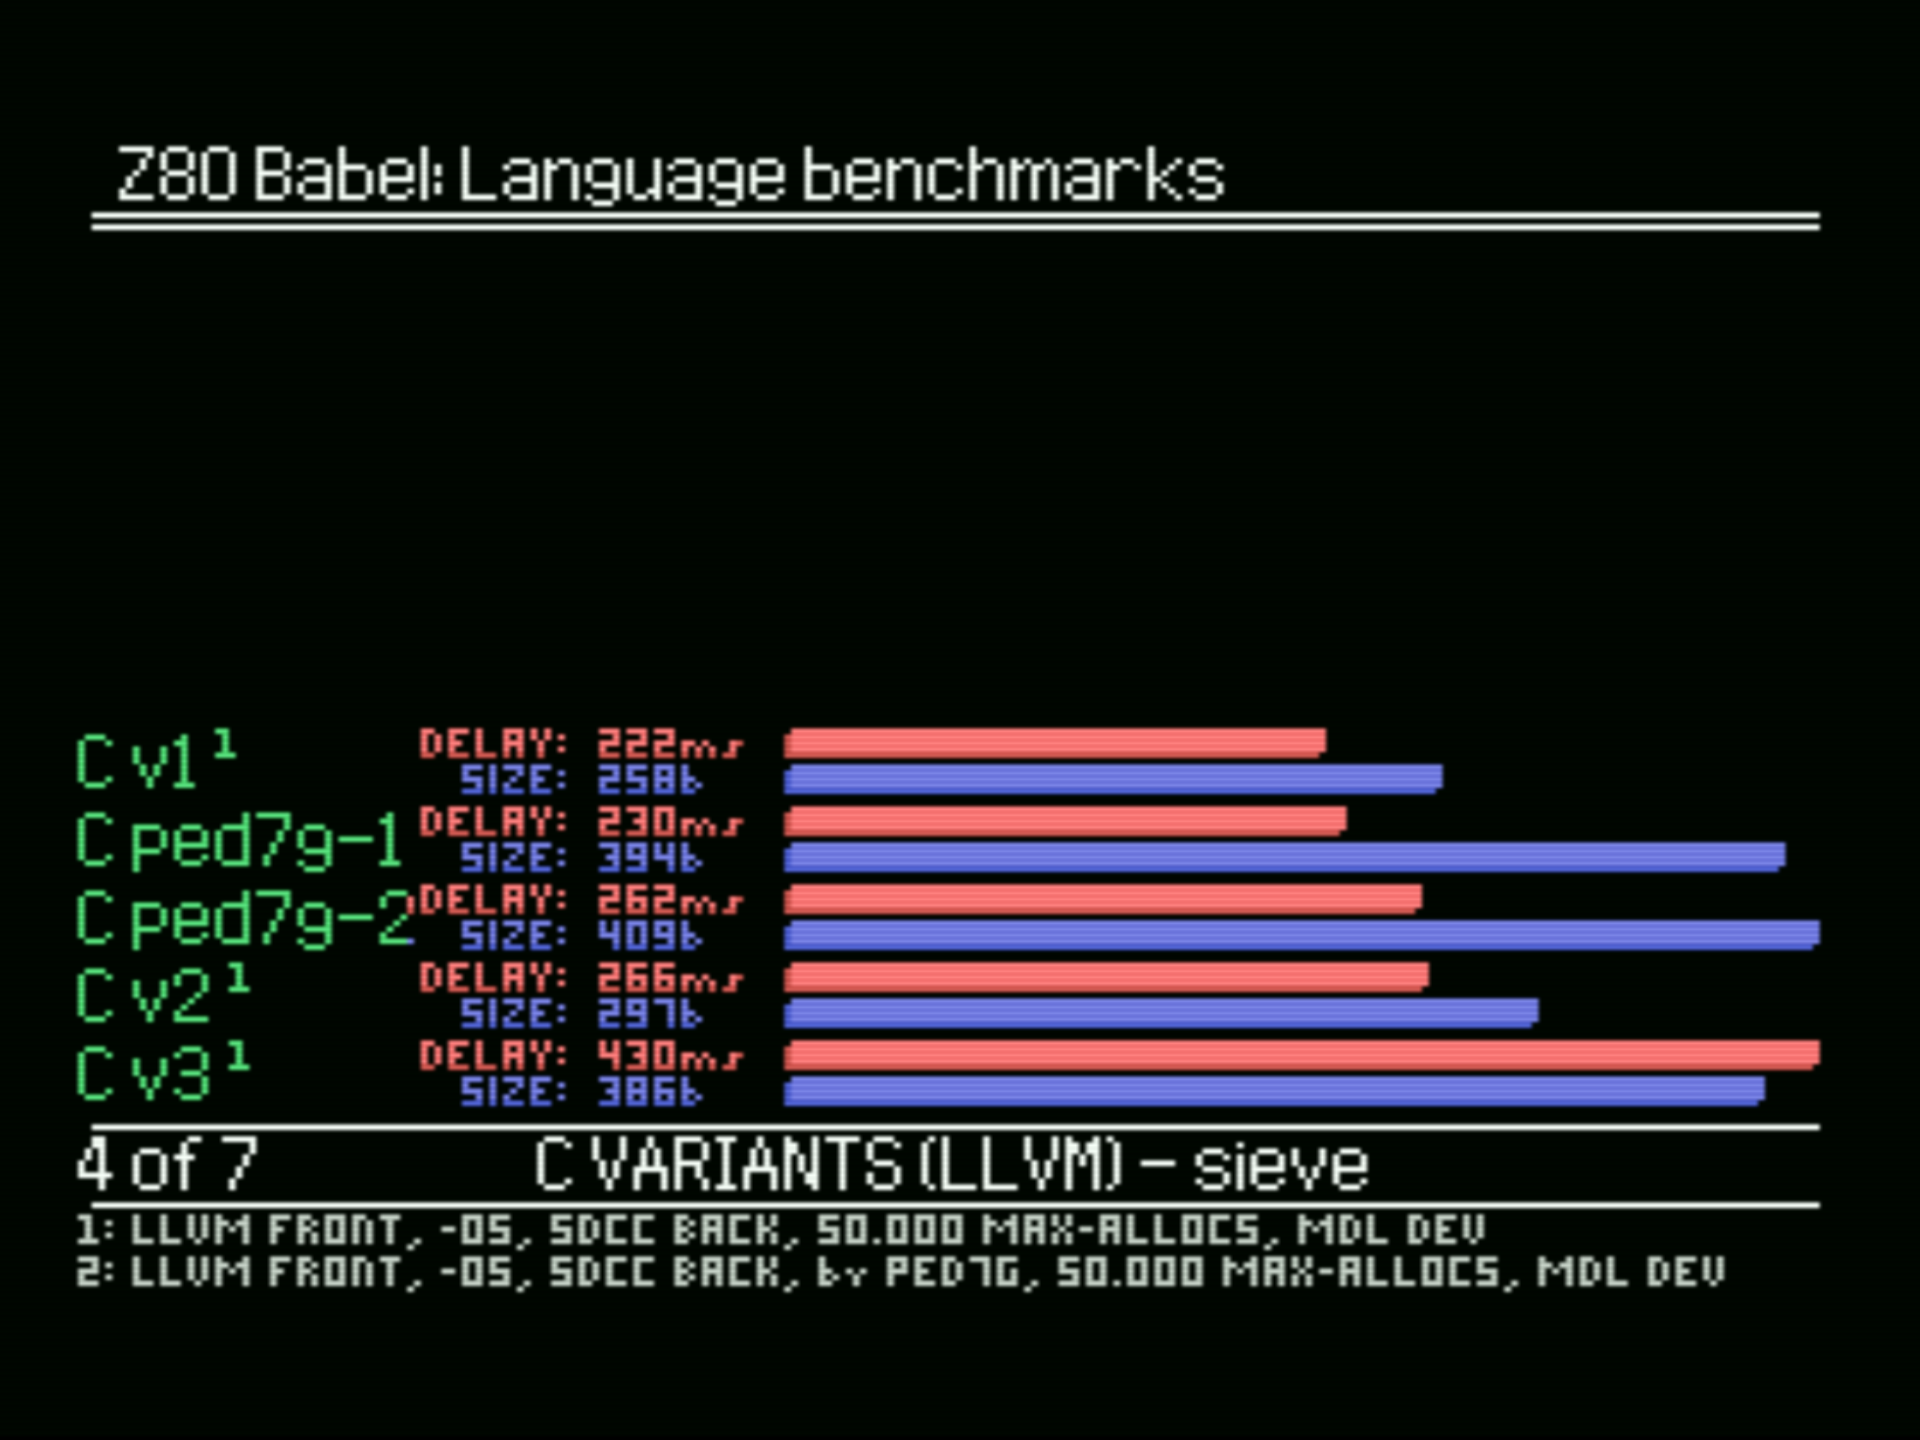 Z80 Babel: Language benchmarks
C v1¹ DELAY: 222ms
SIZE: 258b
C ped7g-1 DELAY: 230ms
SIZE: 394b
C ped7g-2 DELAY: 262ms
SIZE: 409b
C v2¹ DELAY: 266ms
SIZE: 297b
C v3¹ DELAY: 430ms
SIZE: 386b
4 of 7 C VARIANTS (LLVM) - sieve
1: LLVM FRONT, -O5, SDCC BACK, 50.000 MAX-ALLOCS, MDL DEV
2: LLVM FRONT, -O5, SDCC BACK, by PED7G, 50.000 MAX-ALLOCS, MDL DEV